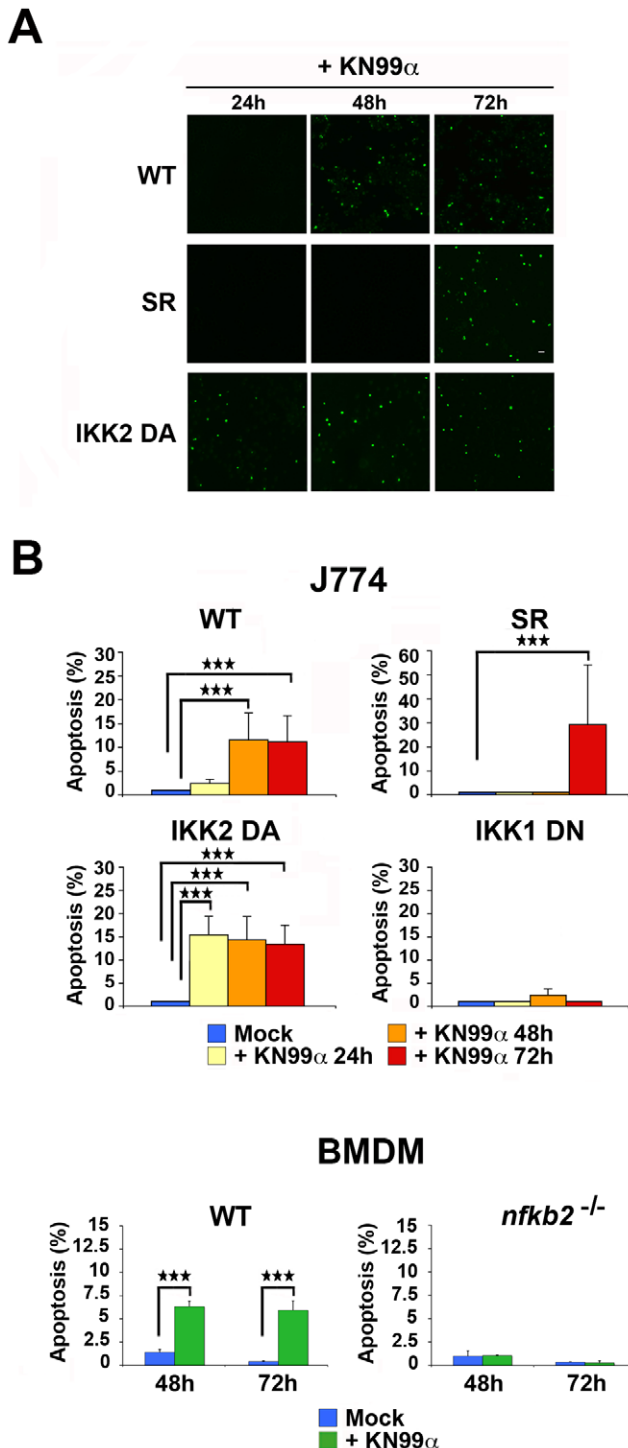 A
+ KN99α
24h 48h 72h
WT
SR
IKK2 DA
B
J774
WT SR
Apoptosis (%) 30 25 20 15 10 5 0 ★★★ ★★★
Apoptosis (%) 60 50 40 30 20 10 0 ★★★
IKK2 DA IKK1 DN
Apoptosis (%) 30 25 20 15 10 5 0 ★★★ ★★★ ★★★
Apoptosis (%) 30 25 20 15 10 5 0
Mock + KN99α 48h
+ KN99α 24h + KN99α 72h
BMDM
WT nfkb2 -/-
Apoptosis (%) 15 12.5 10 7.5 5 2.5 0 ★★★ ★★★
Apoptosis (%) 15 12.5 10 7.5 5 2.5 0
48h 72h 48h 72h
Mock
+ KN99α